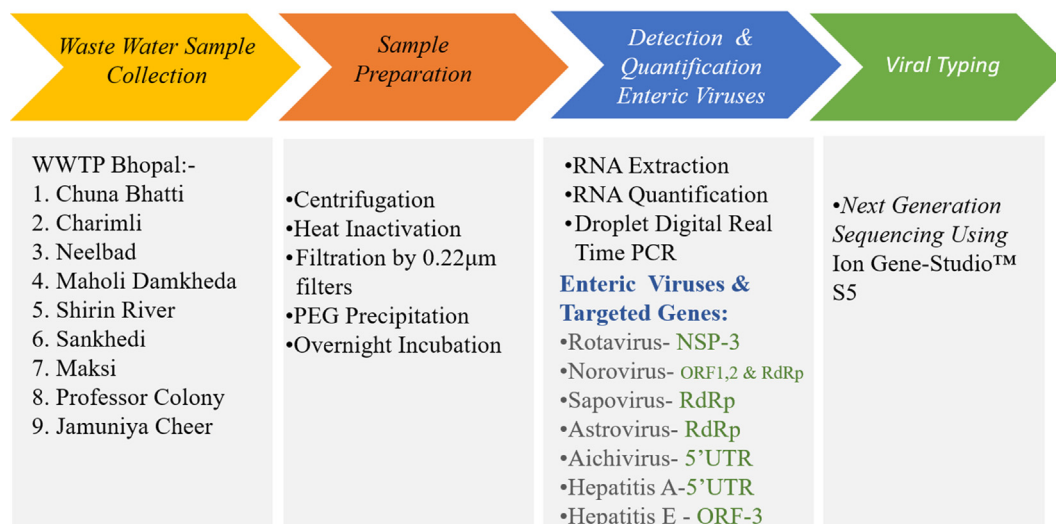 Waste Water Sample
Collection
Sample
Preparation
Detection &
Quantification
Enteric Viruses
Viral Typing
WWTP Bhopal:-
1. Chuna Bhatti
2. Charimli
3. Neelbad
4. Maholi Damkheda
5. Shirin River
6. Sankhedi
7. Maksi
8. Professor Colony
9. Jamuniya Cheer
•Centrifugation
•Heat Inactivation
•Filtration by 0.22μm
filters
•PEG Precipitation
•Overnight Incubation
•RNA Extraction
•RNA Quantification
•Droplet Digital Real
Time PCR
Enteric Viruses &
Targeted Genes:
•Rotavirus- NSP-3
•Norovirus- ORF1,2 & RdRp
•Sapovirus- RdRp
•Astrovirus- RdRp
•Aichivirus- 5’UTR
•Hepatitis A-5’UTR
•Hepatitis E - ORF-3
•Next Generation
Sequencing Using
Ion Gene-Studio™
S5